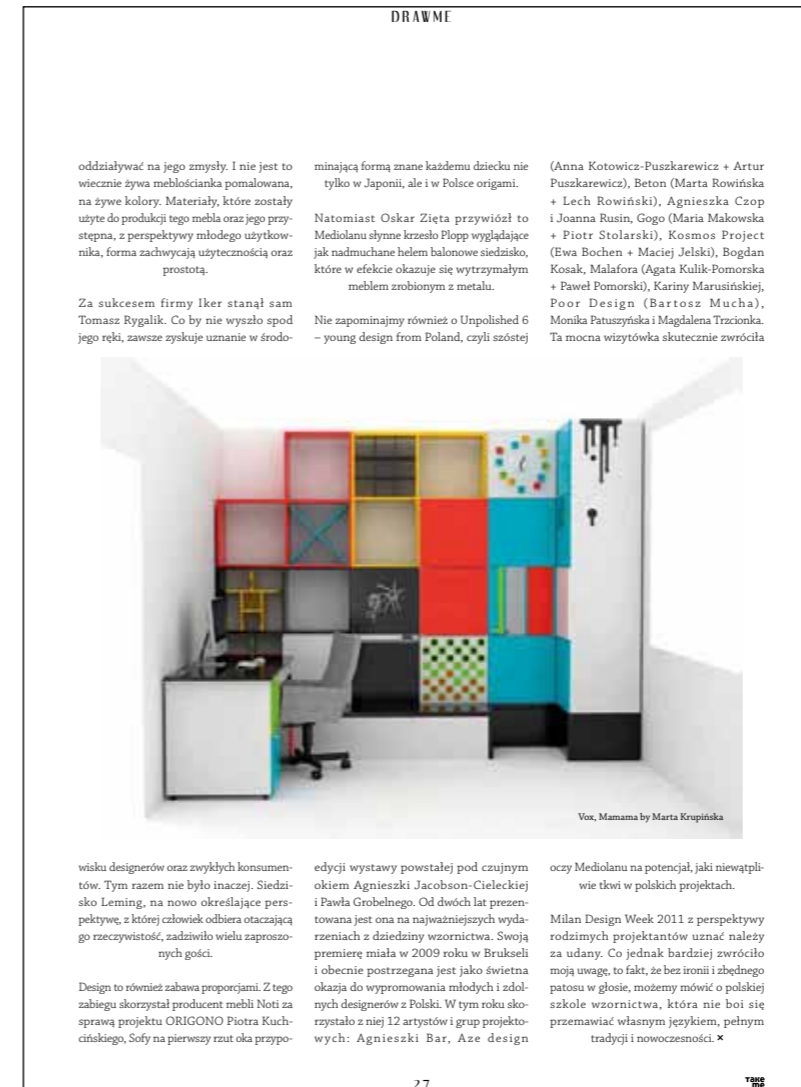 DRAWME
oddziaływać na jego zmysły. I nie jest to
wiecznie żywa meblościanka pomalowana,
na żywe kolory. Materiały, które zostały
użyte do produkcji tego mebla oraz jego przy-
stępna, z perspektywy młodego użytkow-
nika, forma zachwycają użytecznością oraz
prostotą.
Za sukcesem firmy Iker stanął sam
Tomasz Rygalik. Co by nie wyszło spod
jego ręki, zawsze zyskuje uznanie w środo-
wisku designerów oraz zwykłych konsumen-
tów. Tym razem nie było inaczej. Siedzi-
sko Leming, na nowo określające pers-
pektywę, z której człowiek odbiera otaczającą
go rzeczywistość, zadziwiło wielu zaproszo-
nych gości.
Design to również zabawa proporcjami. Z tego
zabiegu skorzystał producent mebli Noti za
sprawą projektu ORIGONO Piotra Kuch-
cińskiego, Sofy na pierwszy rzut oka przypo-
minającą formą znane każdemu dziecku nie
tylko w Japonii, ale i w Polsce origami.
Natomiast Oskar Zięta przywiózł to
Mediolanu słynne krzesło Plopp wyglądające
jak nadmuchane helem balonowe siedzisko,
które w efekcie okazuje się wytrzymałym
meblem zrobionym z metalu.
Nie zapominajmy również o Unpolished 6
– young design from Poland, czyli szóstej
edycji wystawy powstałej pod czujnym
okiem Agnieszki Jacobson-Cieleckiej
i Pawła Grobelnego. Od dwóch lat prezen-
towana jest ona na najważniejszych wyda-
rzeniach z dziedziny wzornictwa. Swoją
premierę miała w 2009 roku w Brukseli
i obecnie postrzegana jest jako świetna
okazja do wypromowania młodych i zdol-
nych designerów z Polski. W tym roku sko-
rzystało z niej 12 artystów i grup projekto-
wych: Agnieszki Bar, Aze design
(Anna Kotowicz-Puszkarewicz + Artur
Puszkarewicz), Beton (Marta Rowińska
+ Lech Rowiński), Agnieszka Czop
i Joanna Rusin, Gogo (Maria Makowska
+ Piotr Stolarski), Kosmos Project
(Ewa Bochen + Maciej Jelski), Bogdan
Kosak, Malafora (Agata Kulik-Pomorska
+ Paweł Pomorski), Kariny Marusińskiej,
Poor Design (Bartosz Mucha),
Monika Patuszyńska i Magdalena Trzcionka.
Ta mocna wizytówka skutecznie zwróciła
oczy Mediolanu na potencjał, jaki niewątpli-
wie tkwi w polskich projektach.
Milan Design Week 2011 z perspektywy
rodzimych projektantów uznać należy
za udany. Co jednak bardziej zwróciło
moją uwagę, to fakt, że bez ironii i zbędnego
patosu w głosie, możemy mówić o polskiej
szkole wzornictwa, która nie boi się
przemawiać własnym językiem, pełnym
tradycji i nowoczesności. ×
Vox, Mamama by Marta Krupińska
27
TAKE
me